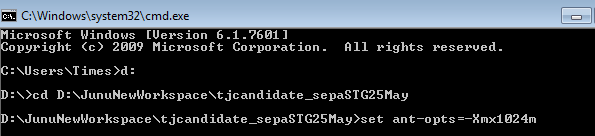 C:\Windows\system32\cmd.exe
Microsoft Windows [Version 6.1.7601]
Copyright (c) 2009 Microsoft Corporation.  All rights reserved.
C:\Users\Times>d:
D:\>cd D:\JunuNewWorkspace\tjcandidate_sepaSTG25May
D:\JunuNewWorkspace\tjcandidate_sepaSTG25May>set ant-opts=-Xmx1024m